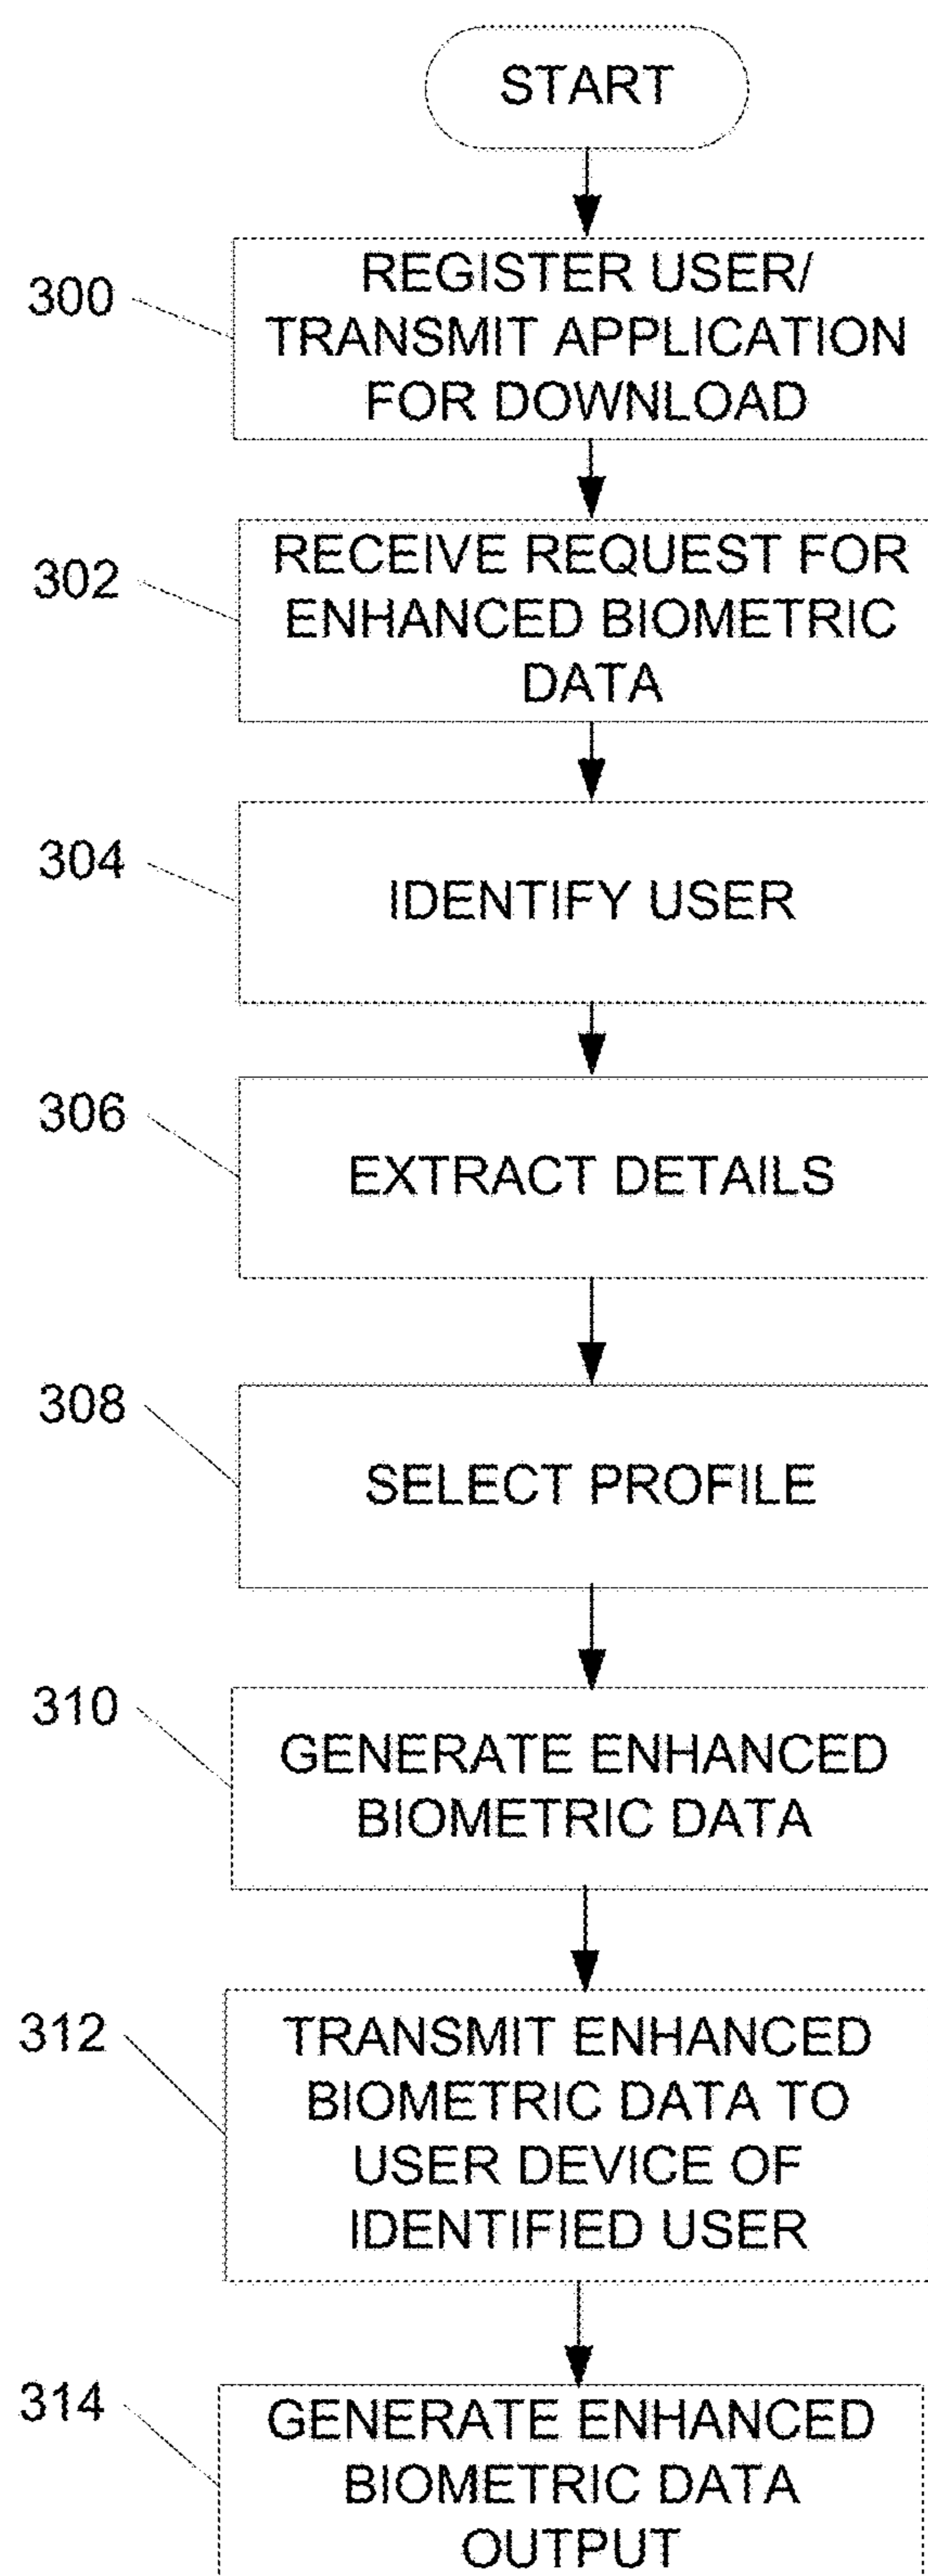 START
300
REGISTER USER/
TRANSMIT APPLICATION
FOR DOWNLOAD
302
RECEIVE REQUEST FOR
ENHANCED BIOMETRIC
DATA
304
IDENTIFY USER
306
EXTRACT DETAILS
308
SELECT PROFILE
310
GENERATE ENHANCED
BIOMETRIC DATA
312
TRANSMIT ENHANCED
BIOMETRIC DATA TO
USER DEVICE OF
IDENTIFIED USER
314
GENERATE ENHANCED
BIOMETRIC DATA
OUTPUT